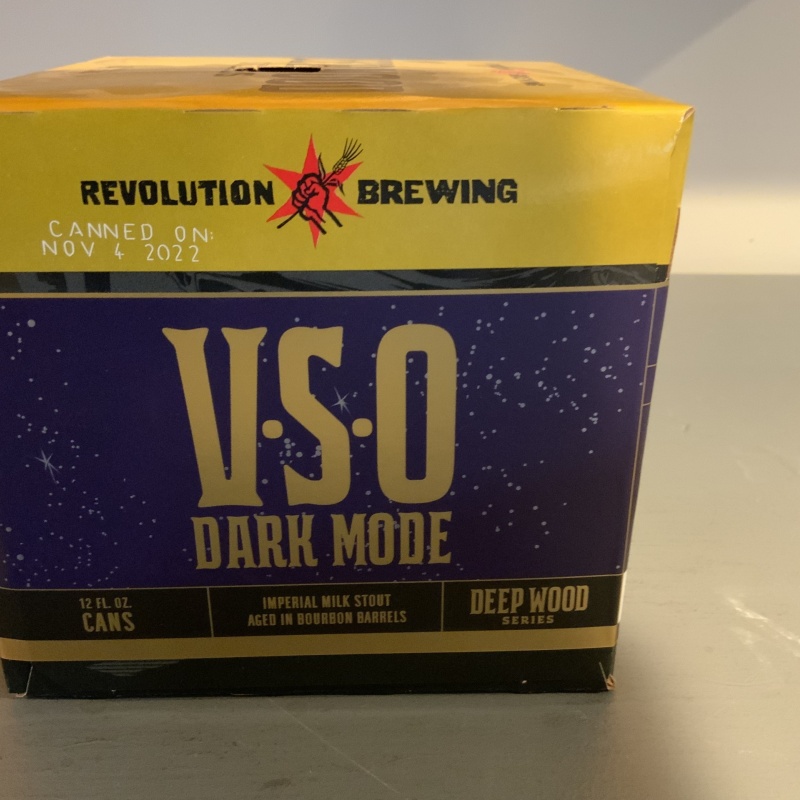 REVOLUTION BREWING
CANNED ON:
NOV 4 2022
V·S·O
DARK MODE
12 FL. OZ.
CANS
IMPERIAL MILK STOUT
AGED IN BOURBON BARRELS
DEEP WOOD
SERIES